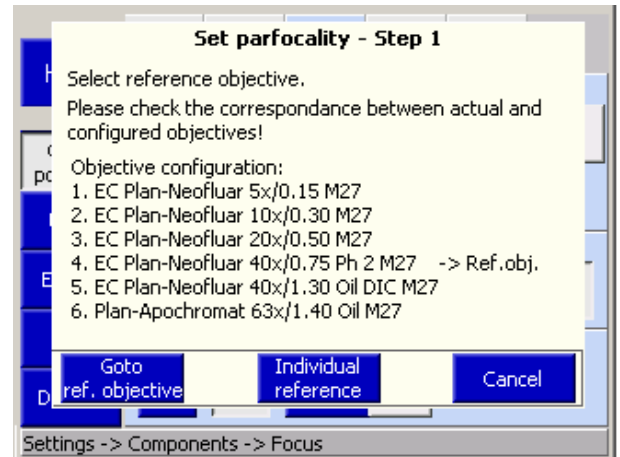 Set parfocality - Step 1
Select reference objective.
Please check the correspondance between actual and
configured objectives!
Objective configuration:
1. EC Plan-Neofluar 5x/0.15 M27
2. EC Plan-Neofluar 10x/0.30 M27
3. EC Plan-Neofluar 20x/0.50 M27
4. EC Plan-Neofluar 40x/0.75 Ph 2 M27 -> Ref.obj.
5. EC Plan-Neofluar 40x/1.30 Oil DIC M27
6. Plan-Apochromat 63x/1.40 Oil M27
Goto
ref. objective
Individual
reference
Cancel
Settings -> Components -> Focus